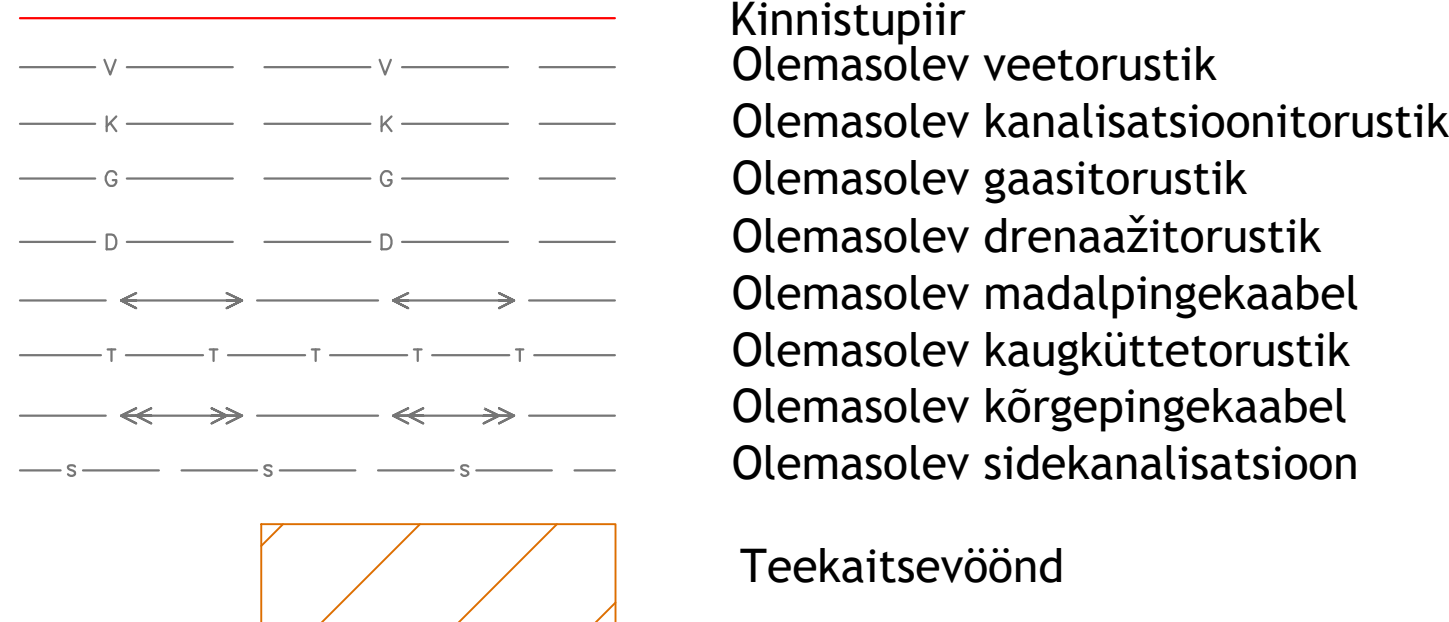 Kinnistupiir
V V Olemasolev veetorustik
K K Olemasolev kanalisatsioonitorustik
G G Olemasolev gaasitorustik
D D Olemasolev drenaažitorustik
Olemasolev madalpingekaabel
T T T T T Olemasolev kaugküttetorustik
Olemasolev kõrgepingekaabel
S S S Olemasolev sidekanalisatsioon
Teekaitsevöönd